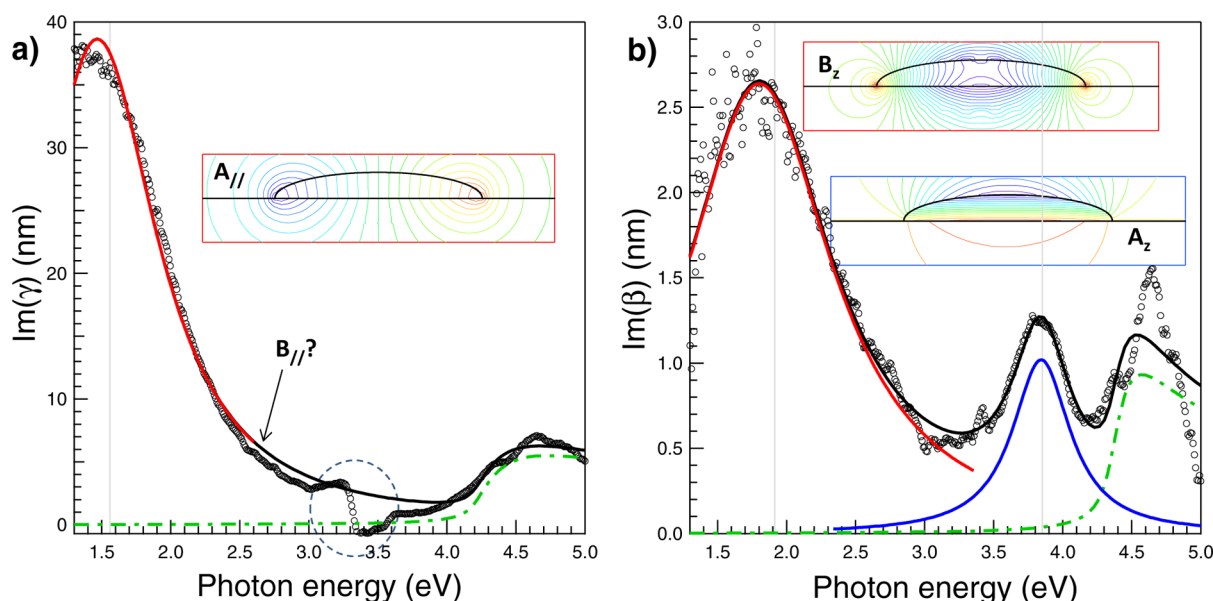 a)
Im(γ) (nm)
40
30
20
10
0
A//
B//?
1.5 2.0 2.5 3.0 3.5 4.0 4.5 5.0
Photon energy (eV)
b)
Im(β) (nm)
3.0
2.5
2.0
1.5
1.0
0.5
0.0
Bz
Az
1.5 2.0 2.5 3.0 3.5 4.0 4.5 5.0
Photon energy (eV)